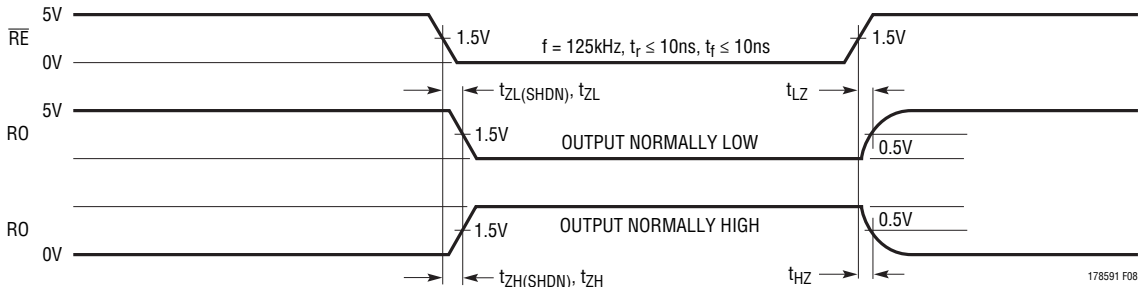 5V
RE
0V
1.5V
f = 125kHz, tr ≤ 10ns, tf ≤ 10ns
1.5V
tZL(SHDN), tZL
tLZ
5V
RO
1.5V
OUTPUT NORMALLY LOW
0.5V
RO
0V
1.5V
OUTPUT NORMALLY HIGH
0.5V
tZH(SHDN), tZH
tHZ
178591 F08